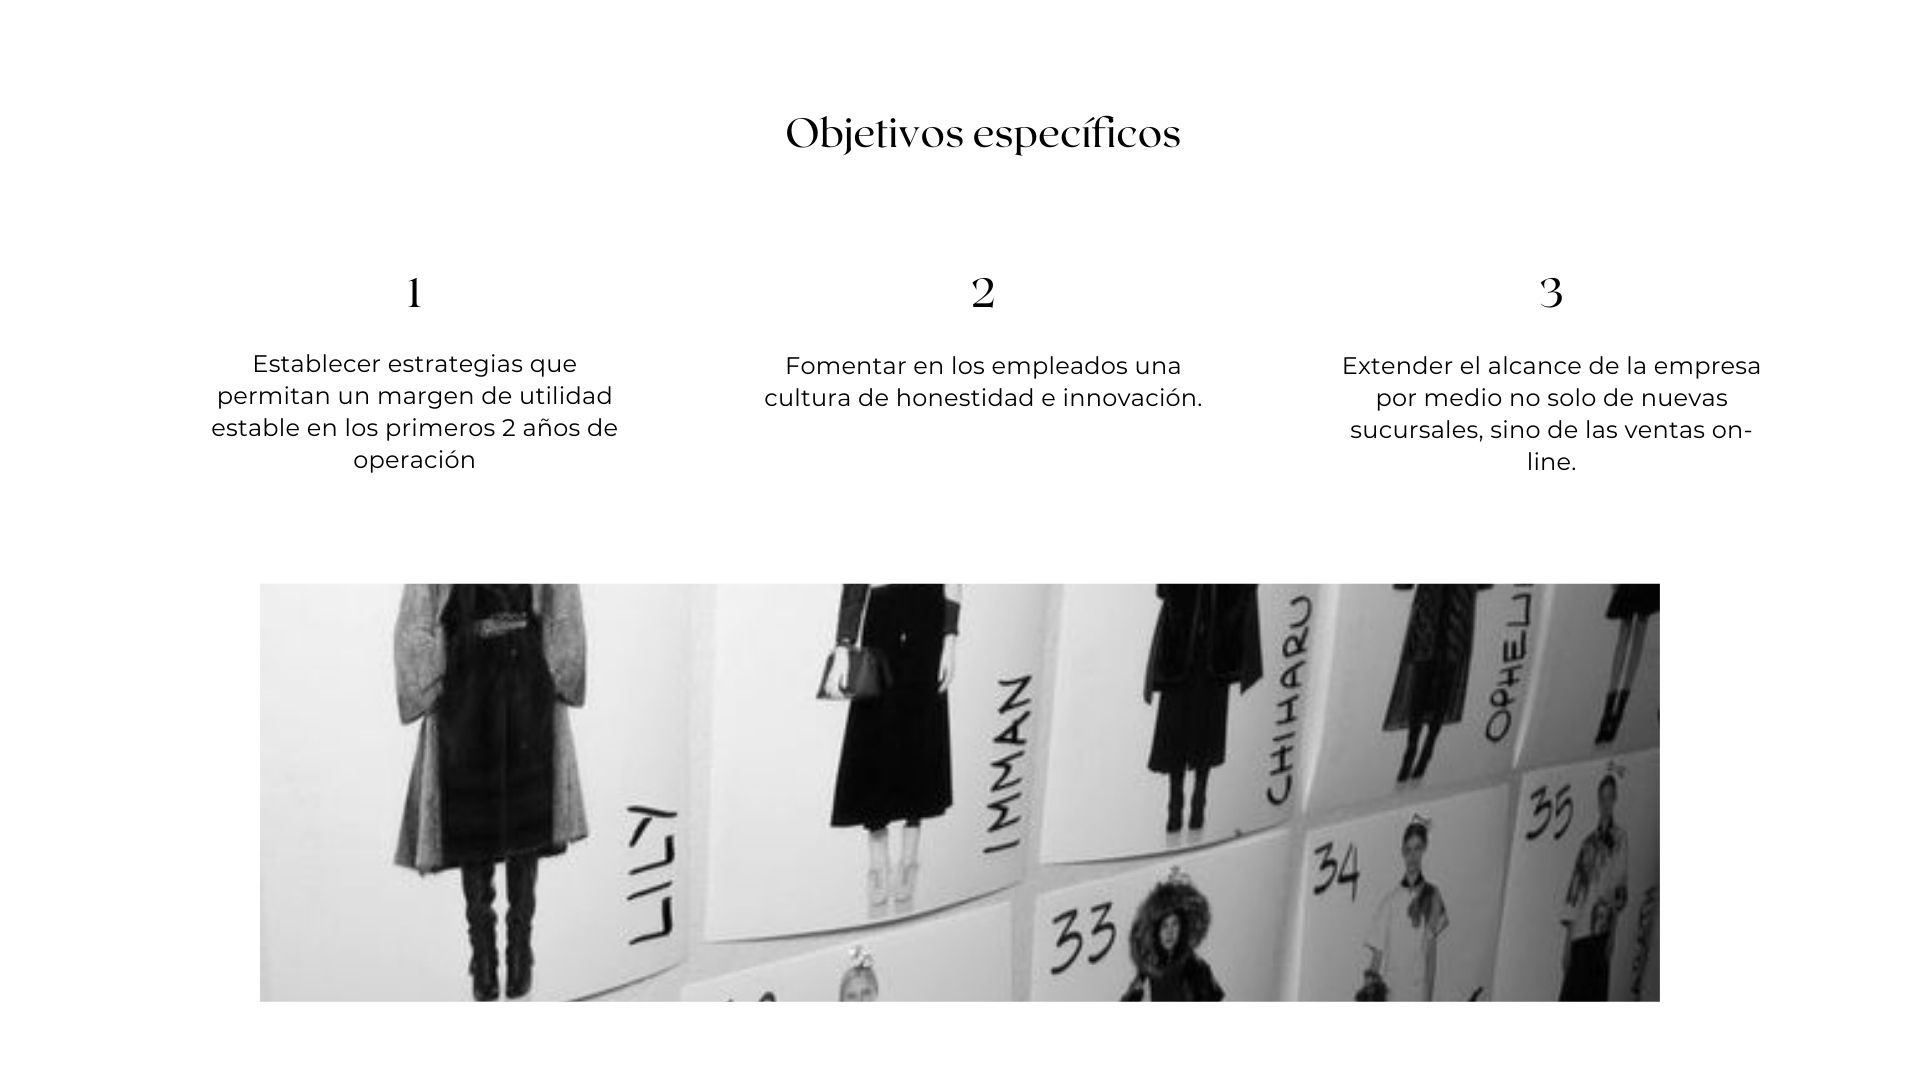 Objetivos específicos
1
Establecer estrategias que
permitan un margen de utilidad
estable en los primeros 2 años de
operación
2
Fomentar en los empleados una
cultura de honestidad e innovación.
3
Extender el alcance de la empresa
por medio no solo de nuevas
sucursales, sino de las ventas on-
line.
LILY
IMMAN
CHIHARU
33
34
35